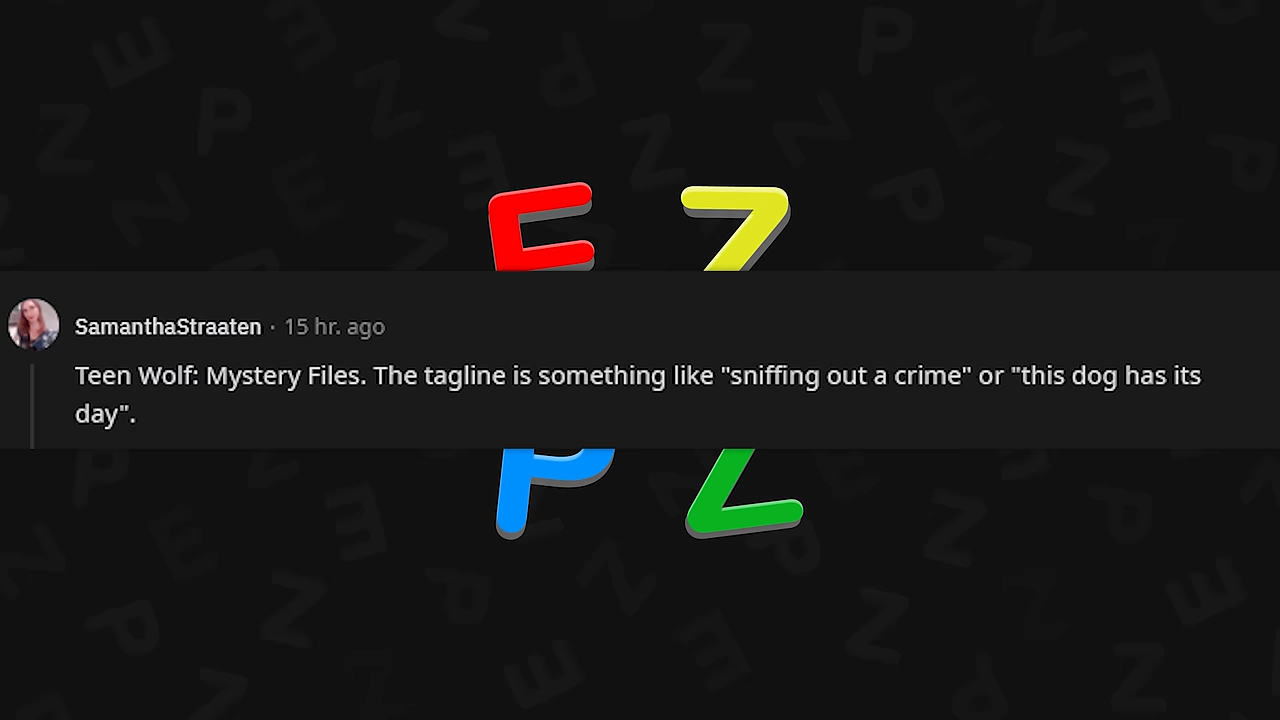 E Z
SamanthaStraaten · 15 hr. ago
Teen Wolf: Mystery Files. The tagline is something like "sniffing out a crime" or "this dog has its
day".
P Z